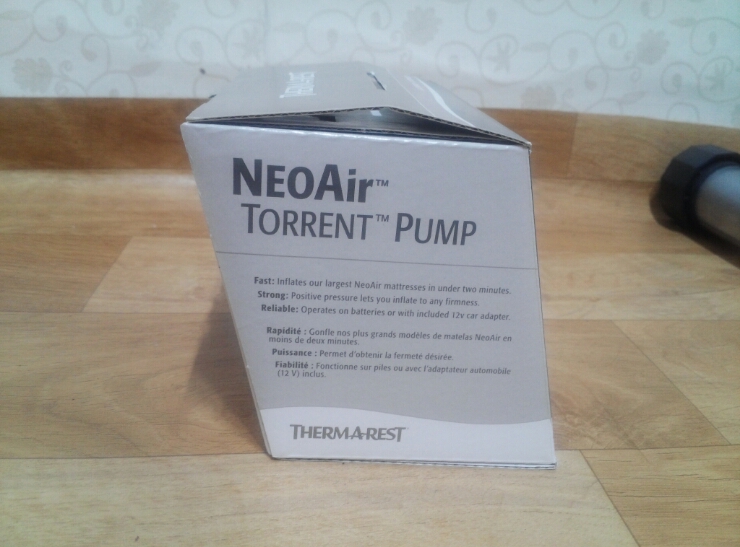 NEOAir™
TORRENT™ PUMP
Fast: Inflates our largest NeoAir mattresses in under two minutes.
Strong: Positive pressure lets you inflate to any firmness.
Reliable: Operates on batteries or with included 12v car adapter.
Rapidité : Gonfle nos plus grands modèles de matelas NeoAir en
moins de deux minutes.
Puissance : Permet d'obtenir la fermeté désirée.
Fiabilité : Fonctionne sur piles ou avec l'adaptateur automobile
(12 V) inclus.
THERM-A-REST